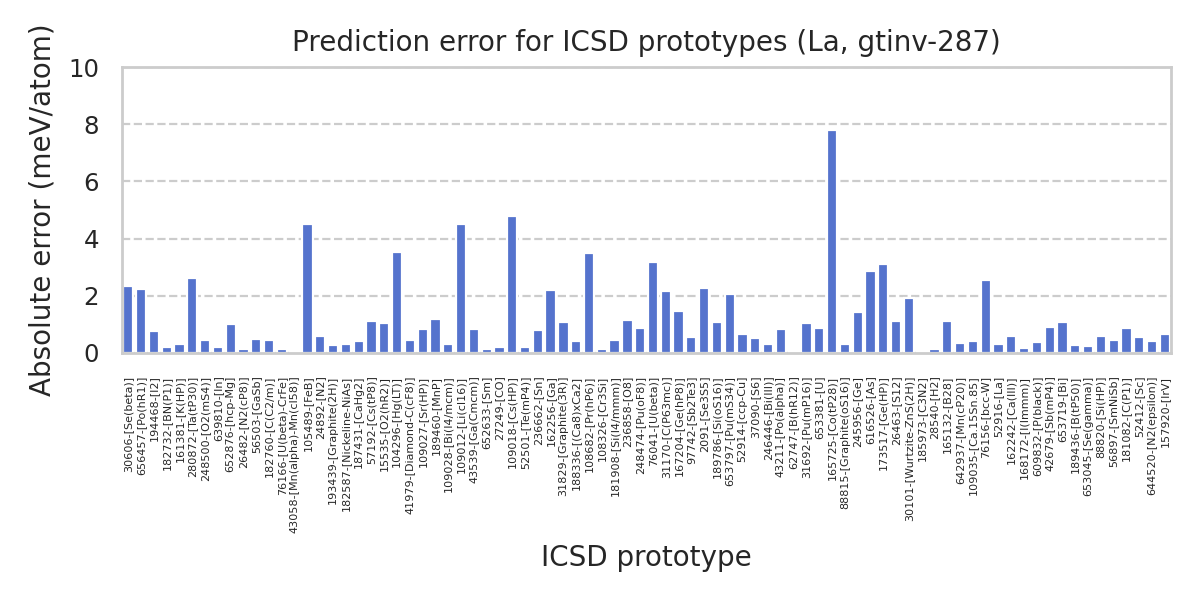 Prediction error for ICSD prototypes (La, gtinv-287)
Absolute error (meV/atom)
10
8
6
4
2
0
30606-[Se(beta)]
656457-[Po(hR1)]
194468-[I2]
182732-[BN(P1)]
161381-[K(HP)]
280872-[Ta(tP30)]
248500-[O2(mS4)]
639810-[In]
652876-[hcp-Mg]
26482-[N2(cP8)]
56503-[GaSb]
182760-[C(C2/m)]
76166-[U(beta)-CrFe]
43058-[Mn(alpha)-Mn(cI58)]
105489-[FeB]
24892-[N2]
193439-[Graphite(2H)]
182587-[Nickeline-NiAs]
187431-[CaHg2]
57192-[Cs(tP8)]
15535-[O2(hR2)]
104296-[Hg(LT)]
41979-[Diamond-C(cF8)]
109027-[Sr(HP)]
189460-[MnP]
109028-[Bi(I4/mcm)]
109012-[Li(cI16)]
43539-[Ga(Cmcm)]
652633-[Sm]
27249-[CO]
109018-[Cs(HP)]
52501-[Te(mP4)]
236662-[Sn]
162256-[Ga]
31829-[Graphite(3R)]
188336-[(Ca8)xCa2]
108682-[Pr(hP6)]
108326-[Cr3Si]
181908-[Si(I4/mmm)]
236858-[O8]
248474-[Pu(oF8)]
76041-[U(beta)]
31170-[C(P63mc)]
167204-[Ge(hP8)]
97742-[Sb2Te3]
2091-[Se3S5]
189786-[Si(oS16)]
653797-[Pu(mS34)]
52914-[ccp-Cu]
37090-[S6]
246446-[Bi(III)]
43211-[Po(alpha)]
62747-[B(hR12)]
31692-[Pu(mP16)]
653381-[U]
165725-[Co(tP28)]
88815-[Graphite(oS16)]
245956-[Ge]
616526-[As]
173517-[Ge(HP)]
26463-[S12]
30101-[Wurtzite-ZnS(2H)]
185973-[C3N2]
28540-[H2]
165132-[B28]
642937-[Mn(cP20)]
109035-[Ca.15Sn.85]
76156-[bcc-W]
52916-[La]
162242-[Ca(III)]
168172-[I(Immm)]
609832-[P(black)]
42679-[Sb(mP4)]
653719-[Bi]
189436-[B(tP50)]
653045-[Se(gamma)]
88820-[Si(HP)]
56897-[SmNiSb]
181082-[C(P1)]
52412-[Sc]
644520-[N2(epsilon)]
157920-[IrV]
ICSD prototype